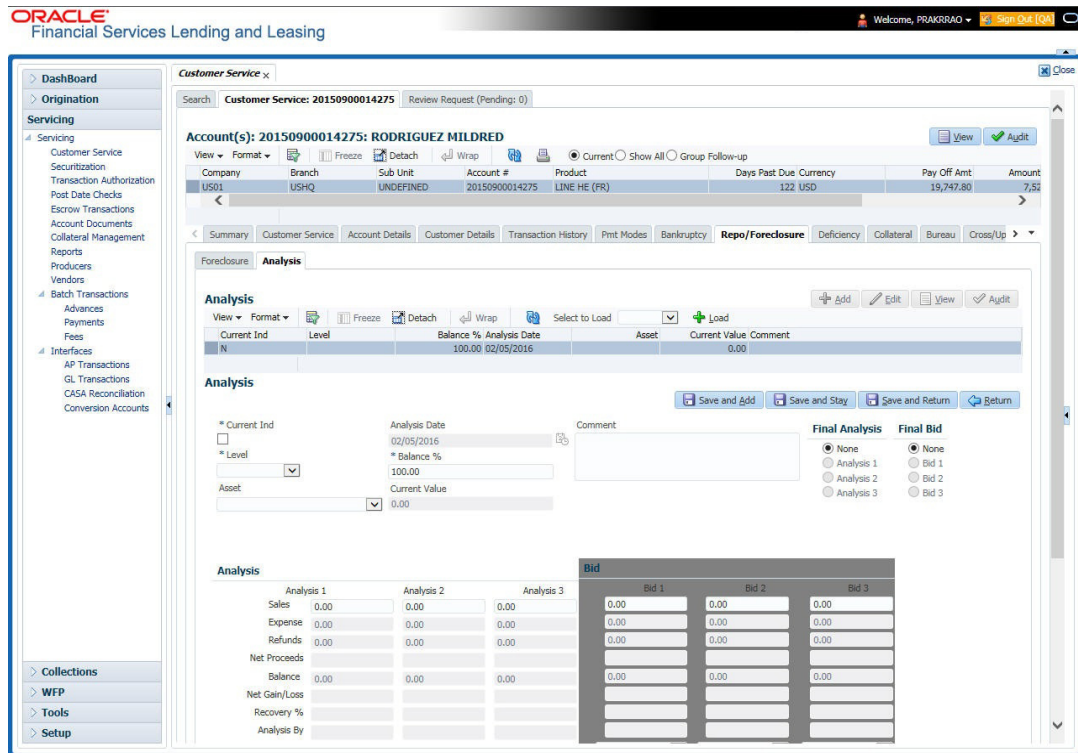 ORACLE
Financial Services Lending and Leasing
Welcome, PRAKRRAO
Sign Out [QA]
Close
DashBoard
Origination
Servicing
Servicing
Customer Service
Securitization
Transaction Authorization
Post Date Checks
Escrow Transactions
Account Documents
Collateral Management
Reports
Producers
Vendors
Batch Transactions
Advances
Payments
Fees
Interfaces
AP Transactions
GL Transactions
CASA Reconciliation
Conversion Accounts
Collections
WFP
Tools
Setup
Customer Service x
Search Customer Service: 20150900014275 Review Request (Pending: 0)
Account(s): 20150900014275: RODRIGUEZ MILDRED
View Audit
View Format Freeze Detach Wrap Current Show All Group Follow-up
Company Branch Sub Unit Account # Product Days Past Due Currency Pay Off Amt Amount
US01 USHQ UNDEFINED 20150900014275 LINE HE (FR) 122 USD 19,747.80 7,52
Summary Customer Service Account Details Customer Details Transaction History Pmt Modes Bankruptcy Repo/Foreclosure Deficiency Collateral Bureau Cross/Up
Foreclosure Analysis
Analysis
Add Edit View Audit
View Format Freeze Detach Wrap Select to Load Load
Current Ind Level Balance % Analysis Date Asset Current Value Comment
N 100.00 02/05/2016 0.00
Analysis
Save and Add Save and Stay Save and Return Return
* Current Ind Analysis Date Comment Final Analysis Final Bid
02/05/2016
None None
* Level * Balance %
Analysis 1 Bid 1
100.00
Analysis 2 Bid 2
Asset Current Value
Analysis 3 Bid 3
0.00
Analysis Bid
Analysis 1 Analysis 2 Analysis 3 Bid 1 Bid 2 Bid 3
Sales 0.00 0.00 0.00 0.00 0.00 0.00
Expense 0.00 0.00 0.00 0.00 0.00 0.00
Refunds 0.00 0.00 0.00 0.00 0.00 0.00
Net Proceeds
Balance 0.00 0.00 0.00 0.00 0.00 0.00
Net Gain/Loss
Recovery %
Analysis By